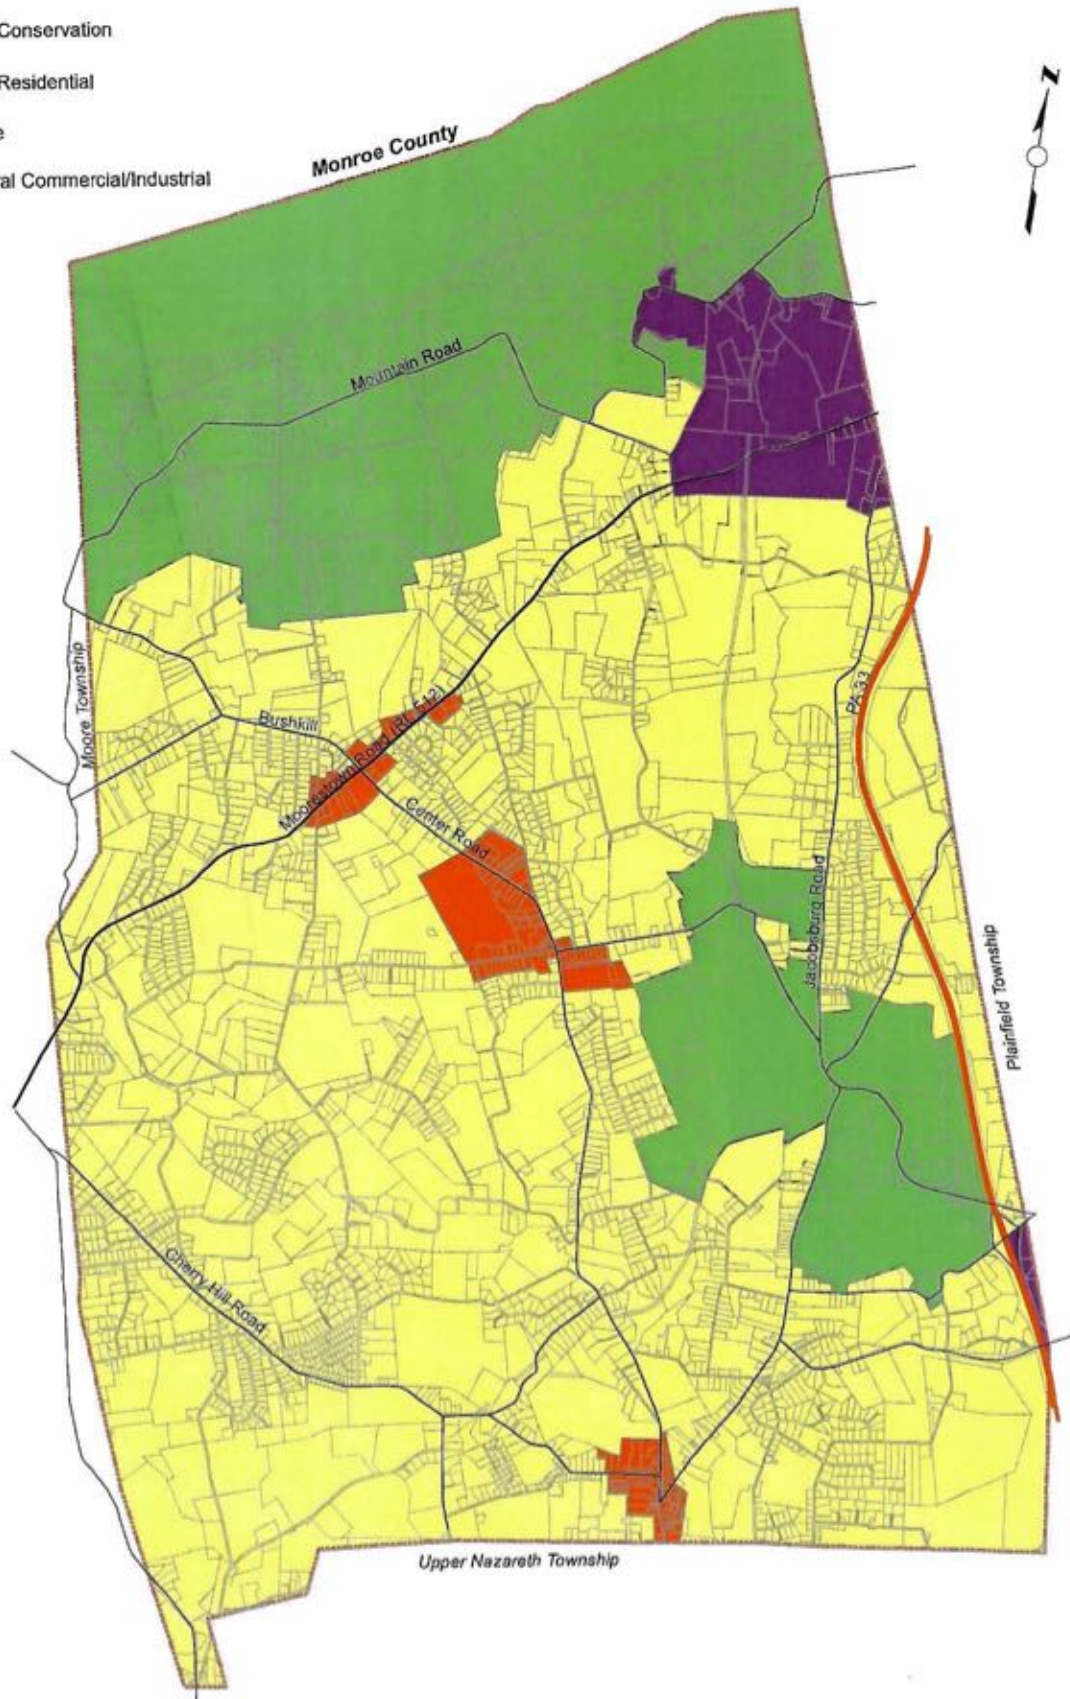 Conservation
Residential
e
al Commercial/Industrial
Monroe County
Z
Mountain Road
Moore Township
Bushkill
Moorestown Road (Rt. 512)
PA 33
Center Road
Jacobsburg Road
Plainfield Township
Cherry Hill Road
Upper Nazareth Township